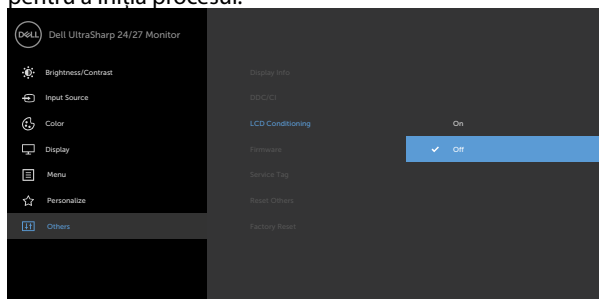 pentru a iniția procesul.
DELL Dell UltraSharp 24/27 Monitor
Brightness/Contrast
Display Info
Input Source
DDC/CI
Color
LCD Conditioning
On
Display
Firmware
Off
Menu
Service Tag
Personalize
Reset Others
Others
Factory Reset